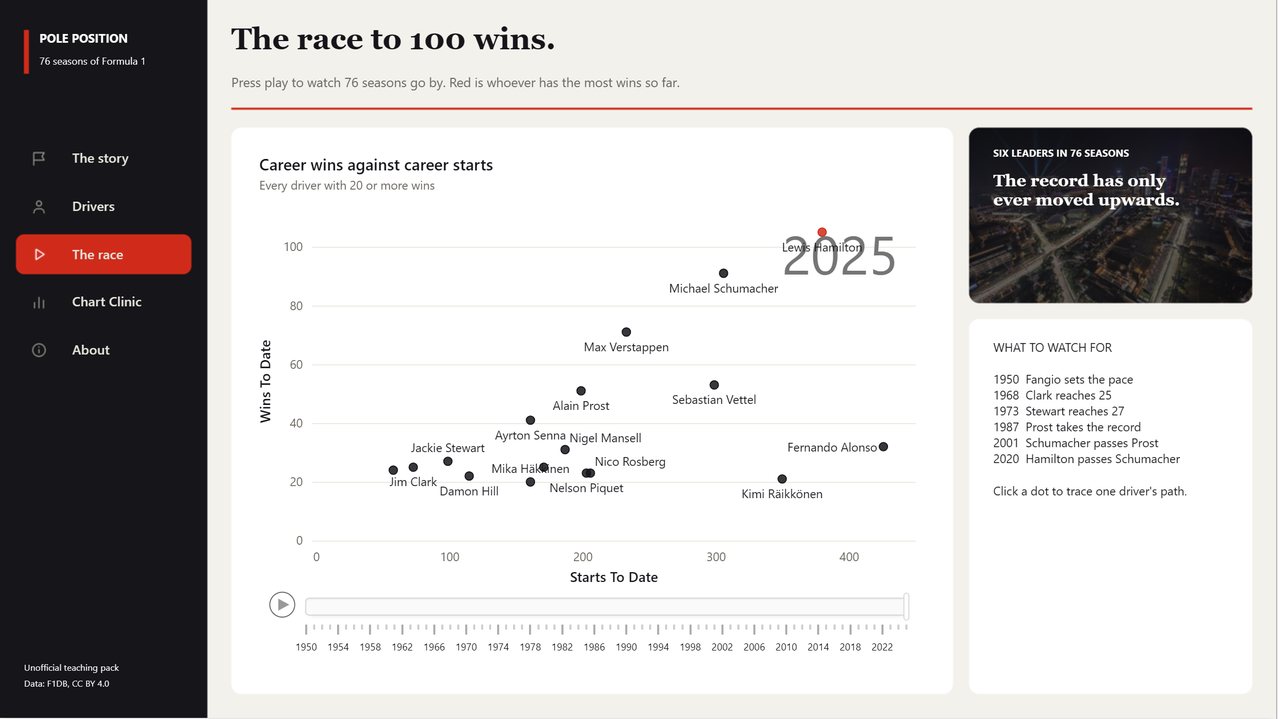 POLE POSITION
76 seasons of Formula 1
The story
Drivers
The race
Chart Clinic
About
Unofficial teaching pack
Data: F1DB, CC BY 4.0
The race to 100 wins.
Press play to watch 76 seasons go by. Red is whoever has the most wins so far.
Career wins against career starts
Every driver with 20 or more wins
2025
Wins To Date
100
80
60
40
20
0
Lewis Hamilton
Michael Schumacher
Max Verstappen
Alain Prost
Sebastian Vettel
Ayrton Senna
Nigel Mansell
Jackie Stewart
Fernando Alonso
Nico Rosberg
Mika Häkkinen
Jim Clark
Damon Hill
Nelson Piquet
Kimi Räikkönen
0 100 200 300 400
Starts To Date
1950 1954 1958 1962 1966 1970 1974 1978 1982 1986 1990 1994 1998 2002 2006 2010 2014 2018 2022
SIX LEADERS IN 76 SEASONS
The record has only
ever moved upwards.
WHAT TO WATCH FOR
1950 Fangio sets the pace
1968 Clark reaches 25
1973 Stewart reaches 27
1987 Prost takes the record
2001 Schumacher passes Prost
2020 Hamilton passes Schumacher
Click a dot to trace one driver's path.